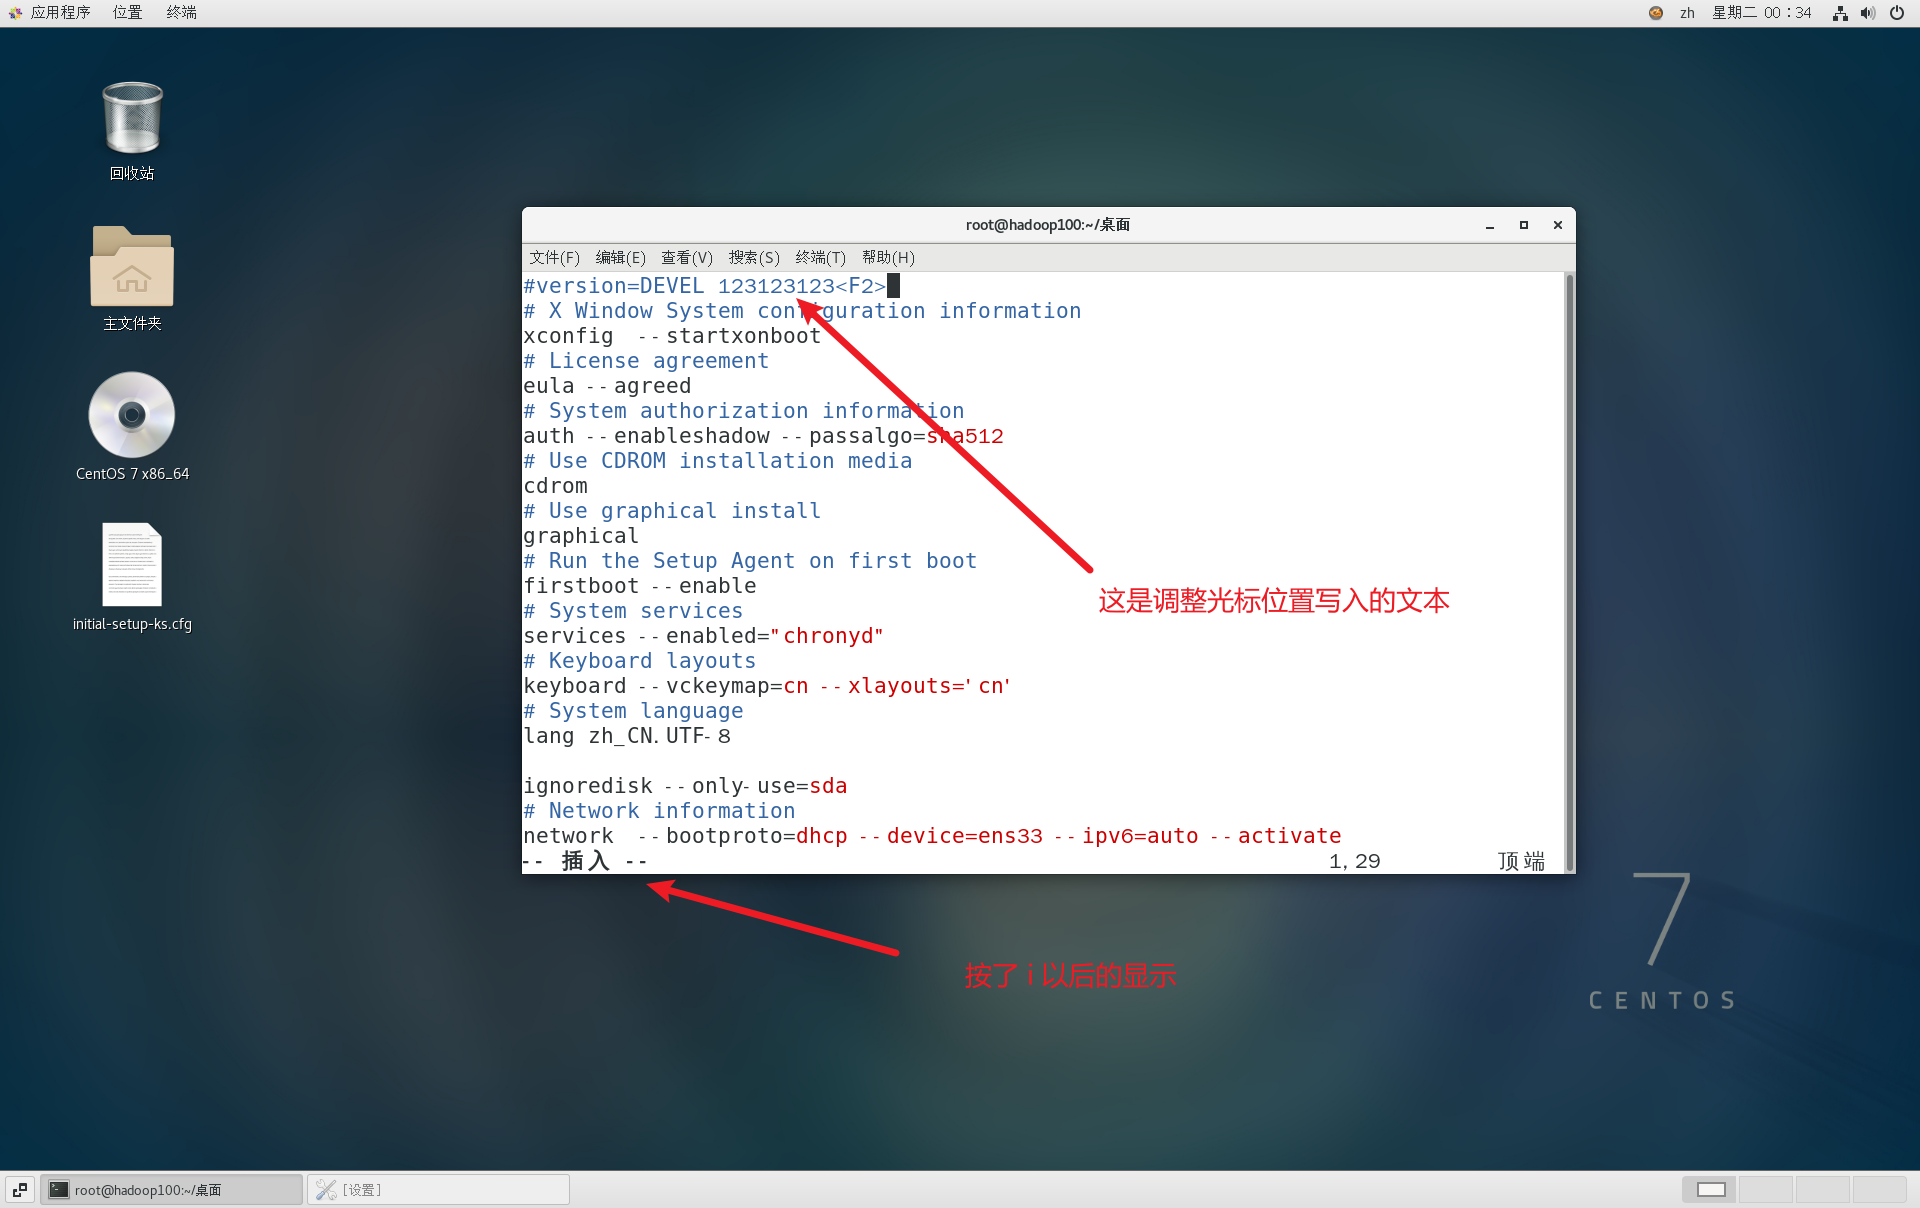 应用程序 位置 终端
zh 星期二 00：34
回收站
主文件夹
CentOS 7 x86_64
initial-setup-ks.cfg
root@hadoop100:~/桌面
文件(F) 编辑(E) 查看(V) 搜索(S) 终端(T) 帮助(H)
#version=DEVEL 123123123<F2>
# X Window System configuration information
xconfig  --startxonboot
# License agreement
eula --agreed
# System authorization information
auth --enableshadow --passalgo=sha512
# Use CDROM installation media
cdrom
# Use graphical install
graphical
# Run the Setup Agent on first boot
firstboot --enable
# System services
services --enabled="chronyd"
# Keyboard layouts
keyboard --vckeymap=cn --xlayouts='cn'
# System language
lang zh_CN.UTF-8
ignoredisk --only-use=sda
# Network information
network  --bootproto=dhcp --device=ens33 --ipv6=auto --activate
-- 插入 -- 1,29 顶端
这是调整光标位置写入的文本
按了 i 以后的显示
7
CENTOS
root@hadoop100:~/桌面 [设置]